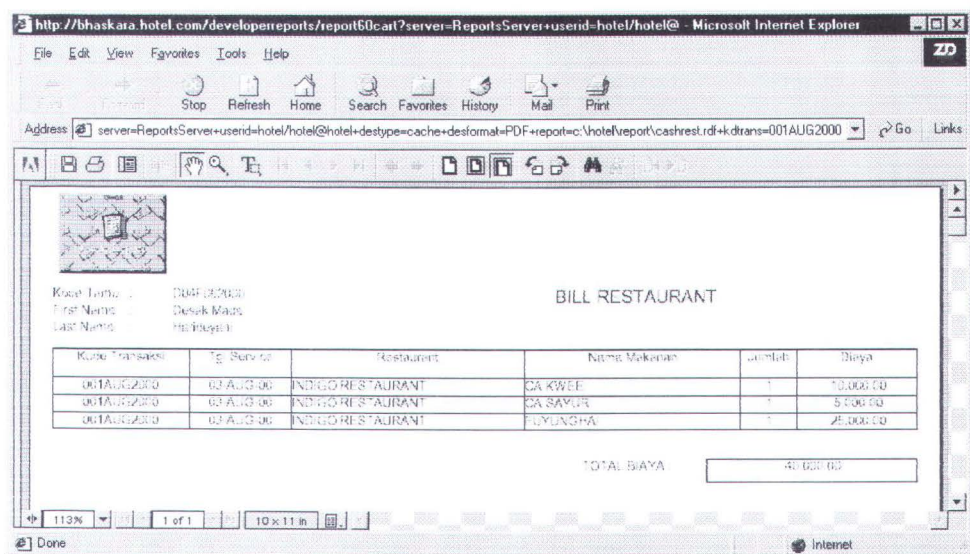 http://bhaskara.hotel.com/developerreports/report60cart?server=ReportsServer+userid=hotel/hotel@ - Microsoft Internet Explorer
File Edit View Favorites Tools Help
Stop Refresh Home Search Favorites History Mail Print
Address server=ReportsServer+userid=hotel/hotel@hotel+destype=cache+desformat=PDF+report=c:\hotel\report\cashrest.rdf+kdtrans=001AUG2000 Go Links
Kode Tamu :
First Name : Desak Made
Last Name
BILL RESTAURANT
Kode Transaksi Tgl Service Restaurant Nama Makanan Jumlah Biaya
001AUG2000 03-AUG-00 INDIGO RESTAURANT CA KWEE 1 10.000.00
001AUG2000 03-AUG-00 INDIGO RESTAURANT CA SAYUR 1 5.000.00
001AUG2000 03-AUG-00 INDIGO RESTAURANT FUYUNGHAI 1 25.000.00
TOTAL BIAYA 40.000.00
113% 1 of 1 10 x 11 in
Done Internet